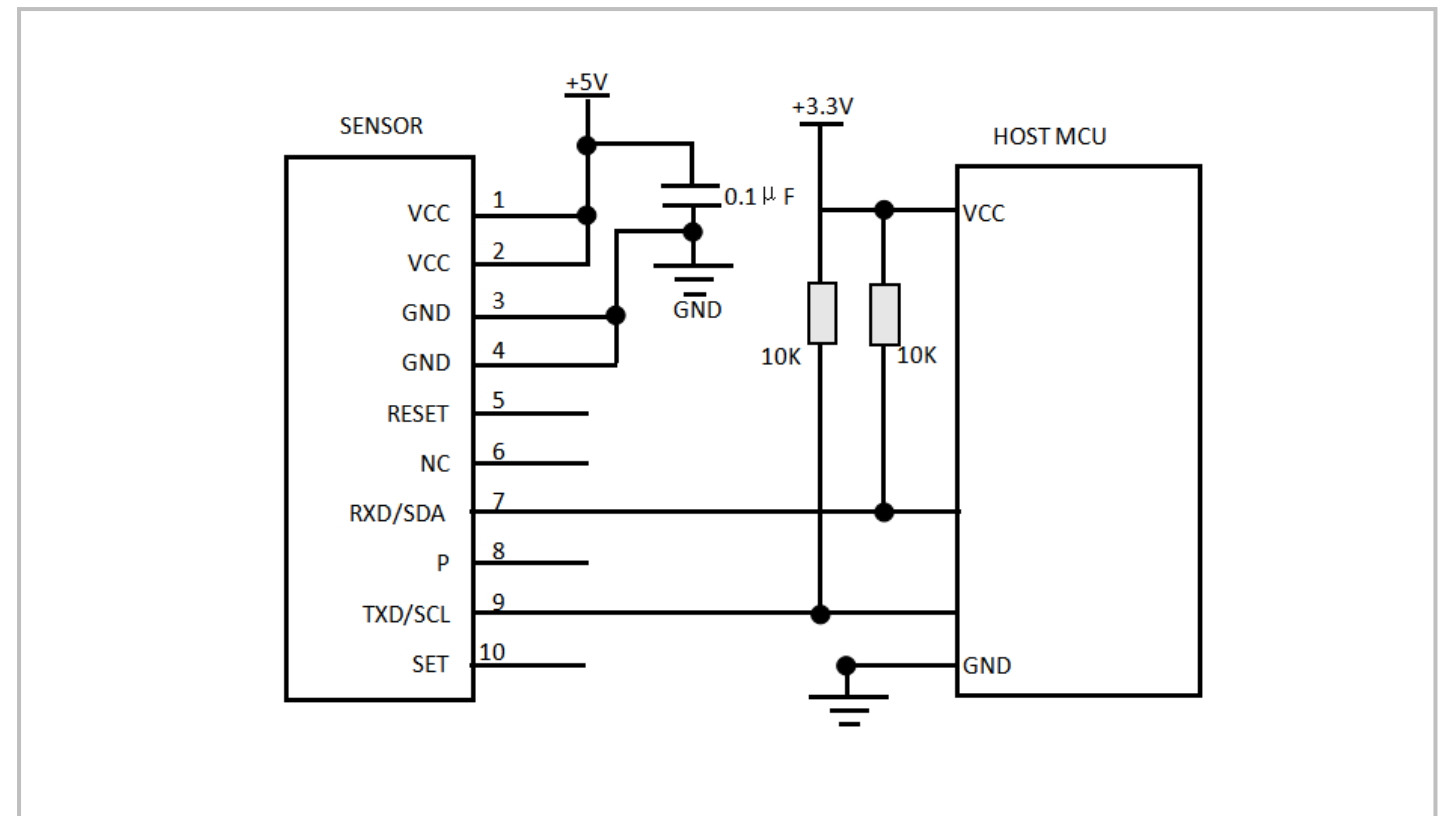 +5V
+3.3V
SENSOR
HOST MCU
0.1μF
VCC 1
VCC
VCC 2
GND 3
GND
GND 4
10K
10K
RESET 5
NC 6
RXD/SDA 7
P 8
TXD/SCL 9
SET 10
GND